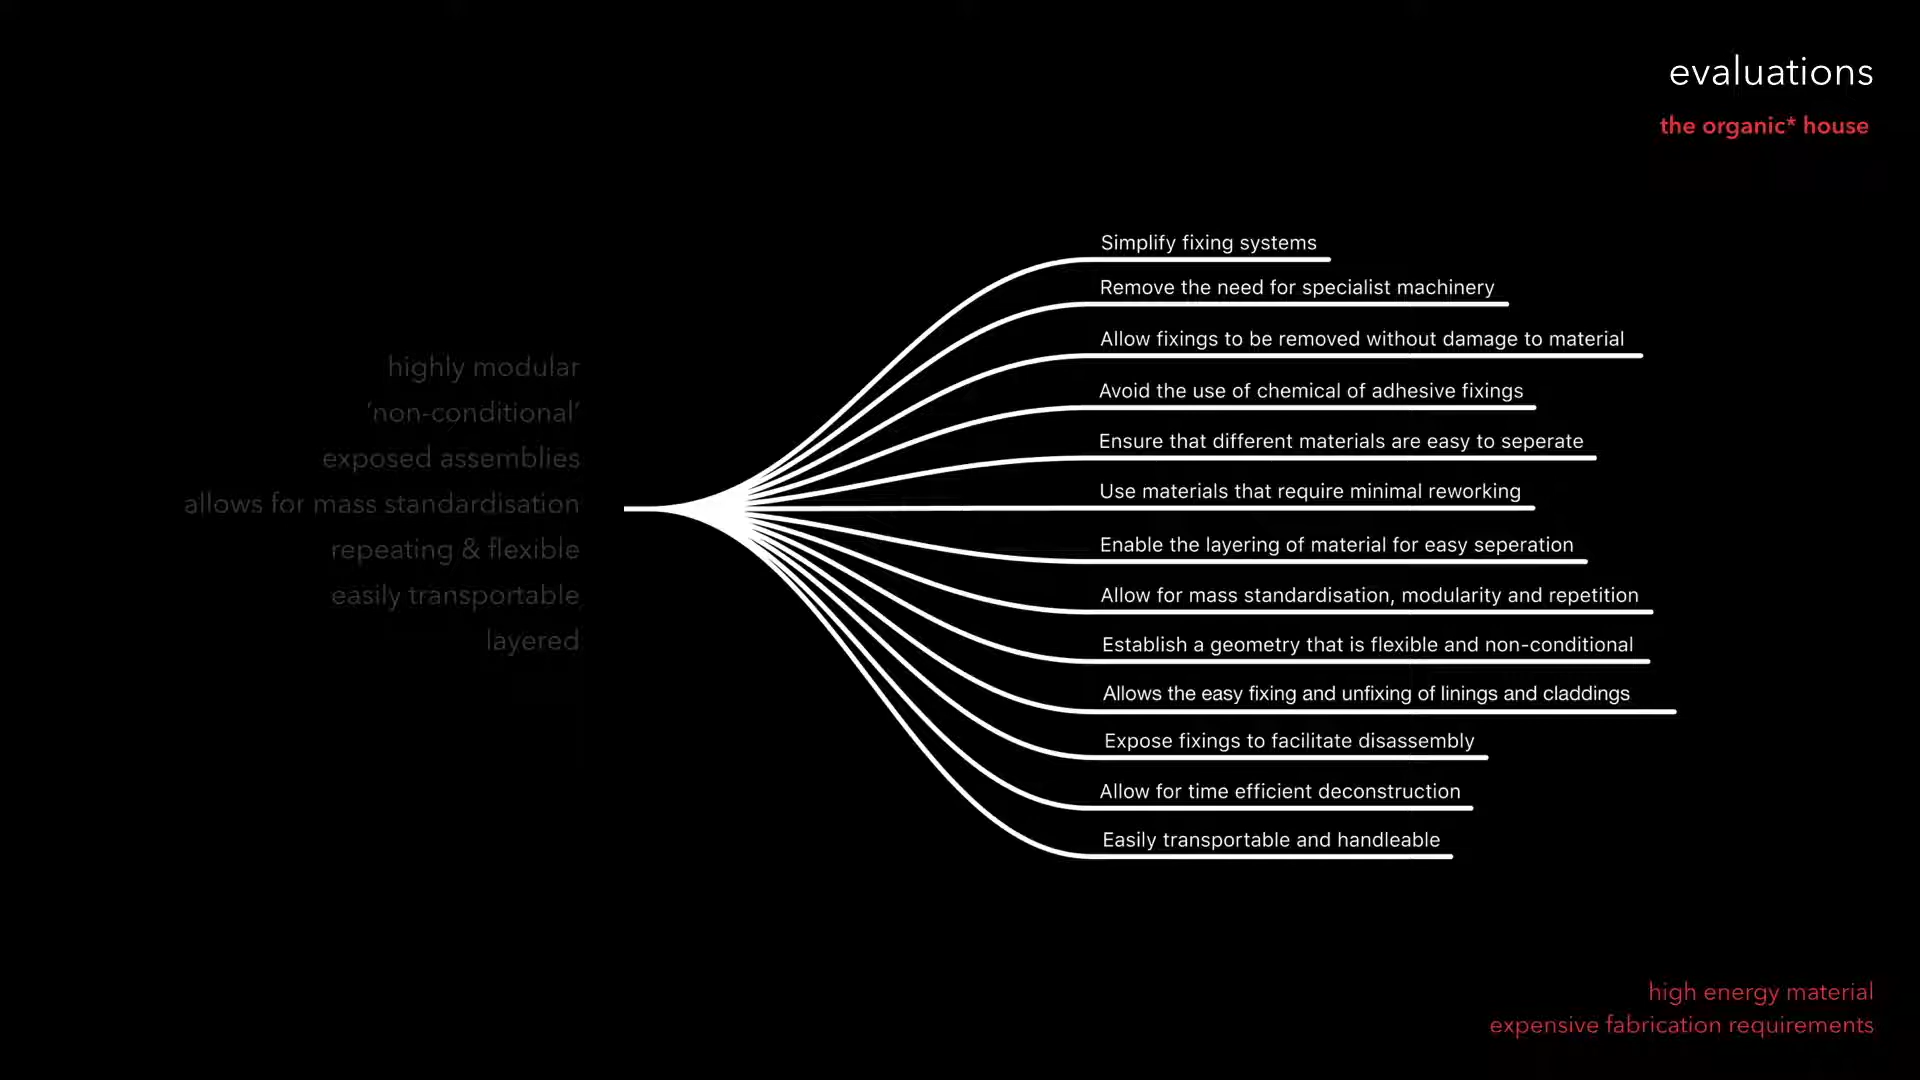 evaluations
the organic* house
highly modular
‘non-conditional’
exposed assemblies
allows for mass standardisation
repeating & flexible
easily transportable
layered
Simplify fixing systems
Remove the need for specialist machinery
Allow fixings to be removed without damage to material
Avoid the use of chemical of adhesive fixings
Ensure that different materials are easy to seperate
Use materials that require minimal reworking
Enable the layering of material for easy seperation
Allow for mass standardisation, modularity and repetition
Establish a geometry that is flexible and non-conditional
Allows the easy fixing and unfixing of linings and claddings
Expose fixings to facilitate disassembly
Allow for time efficient deconstruction
Easily transportable and handleable
high energy material
expensive fabrication requirements